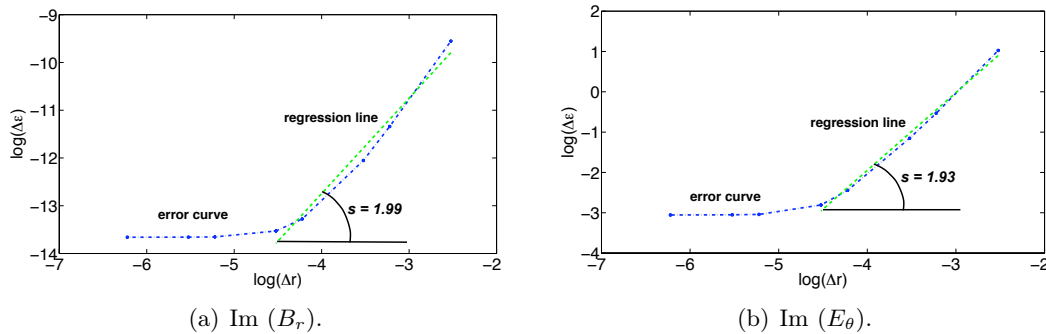 −9
−10
−11
−12
−13
−14
log(Δε)
regression line
error curve
s = 1.99
−7 −6 −5 −4 −3 −2
log(Δr)
(a) Im (B_r).
2
1
0
−1
−2
−3
−4
log(Δε)
regression line
error curve
s = 1.93
−7 −6 −5 −4 −3 −2
log(Δr)
(b) Im (E_θ).